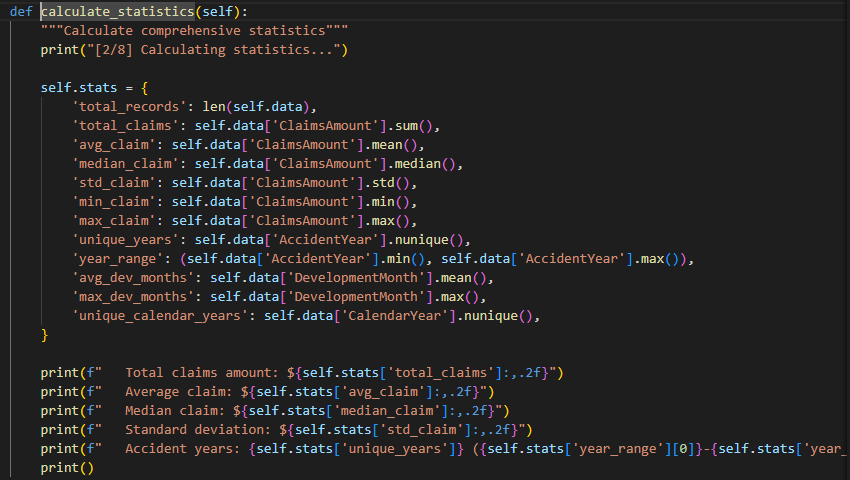 def calculate_statistics(self):
    """Calculate comprehensive statistics"""
    print("[2/8] Calculating statistics...")

    self.stats = {
        'total_records': len(self.data),
        'total_claims': self.data['ClaimsAmount'].sum(),
        'avg_claim': self.data['ClaimsAmount'].mean(),
        'median_claim': self.data['ClaimsAmount'].median(),
        'std_claim': self.data['ClaimsAmount'].std(),
        'min_claim': self.data['ClaimsAmount'].min(),
        'max_claim': self.data['ClaimsAmount'].max(),
        'unique_years': self.data['AccidentYear'].nunique(),
        'year_range': (self.data['AccidentYear'].min(), self.data['AccidentYear'].max()),
        'avg_dev_months': self.data['DevelopmentMonth'].mean(),
        'max_dev_months': self.data['DevelopmentMonth'].max(),
        'unique_calendar_years': self.data['CalendarYear'].nunique(),
    }

    print(f"   Total claims amount: ${self.stats['total_claims']:,.2f}")
    print(f"   Average claim: ${self.stats['avg_claim']:,.2f}")
    print(f"   Median claim: ${self.stats['median_claim']:,.2f}")
    print(f"   Standard deviation: ${self.stats['std_claim']:,.2f}")
    print(f"   Accident years: {self.stats['unique_years']} ({self.stats['year_range'][0]}-{self.stats['year_
    print()